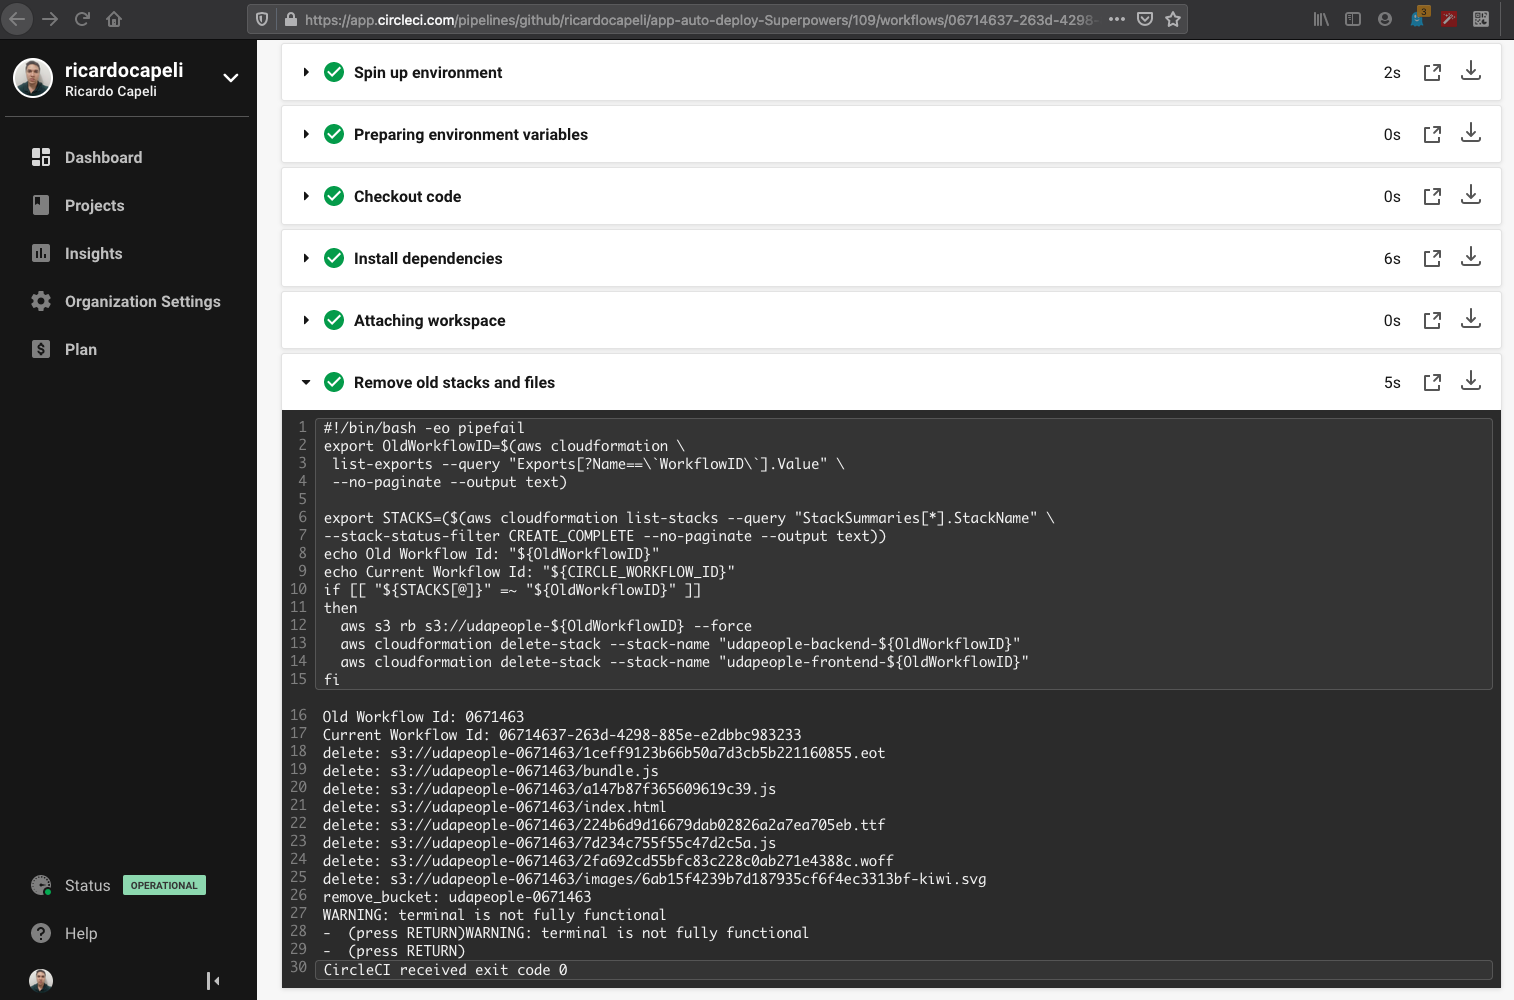 https://app.circleci.com/pipelines/github/ricardocapeli/app-auto-deploy-Superpowers/109/workflows/06714637-263d-4298-
3
ricardocapeli
Ricardo Capeli
Dashboard
Projects
Insights
Organization Settings
Plan
Status OPERATIONAL
Help
Spin up environment 2s
Preparing environment variables 0s
Checkout code 0s
Install dependencies 6s
Attaching workspace 0s
Remove old stacks and files 5s
1 #!/bin/bash -eo pipefail
2 export OldWorkflowID=$(aws cloudformation \
3 list-exports --query "Exports[?Name==\`WorkflowID\`].Value" \
4 --no-paginate --output text)
5
6 export STACKS=($(aws cloudformation list-stacks --query "StackSummaries[*].StackName" \
7 --stack-status-filter CREATE_COMPLETE --no-paginate --output text))
8 echo Old Workflow Id: "${OldWorkflowID}"
9 echo Current Workflow Id: "${CIRCLE_WORKFLOW_ID}"
10 if [[ "${STACKS[@]}" =~ "${OldWorkflowID}" ]]
11 then
12 aws s3 rb s3://udapeople-${OldWorkflowID} --force
13 aws cloudformation delete-stack --stack-name "udapeople-backend-${OldWorkflowID}"
14 aws cloudformation delete-stack --stack-name "udapeople-frontend-${OldWorkflowID}"
15 fi
16 Old Workflow Id: 0671463
17 Current Workflow Id: 06714637-263d-4298-885e-e2dbbc983233
18 delete: s3://udapeople-0671463/1ceff9123b66b50a7d3cb5b221160855.eot
19 delete: s3://udapeople-0671463/bundle.js
20 delete: s3://udapeople-0671463/a147b87f365609619c39.js
21 delete: s3://udapeople-0671463/index.html
22 delete: s3://udapeople-0671463/224b6d9d16679dab02826a2a7ea705eb.ttf
23 delete: s3://udapeople-0671463/7d234c755f55c47d2c5a.js
24 delete: s3://udapeople-0671463/2fa692cd55bfc83c228c0ab271e4388c.woff
25 delete: s3://udapeople-0671463/images/6ab15f4239b7d187935cf6f4ec3313bf-kiwi.svg
26 remove_bucket: udapeople-0671463
27 WARNING: terminal is not fully functional
28 - (press RETURN)WARNING: terminal is not fully functional
29 - (press RETURN)
30 CircleCI received exit code 0